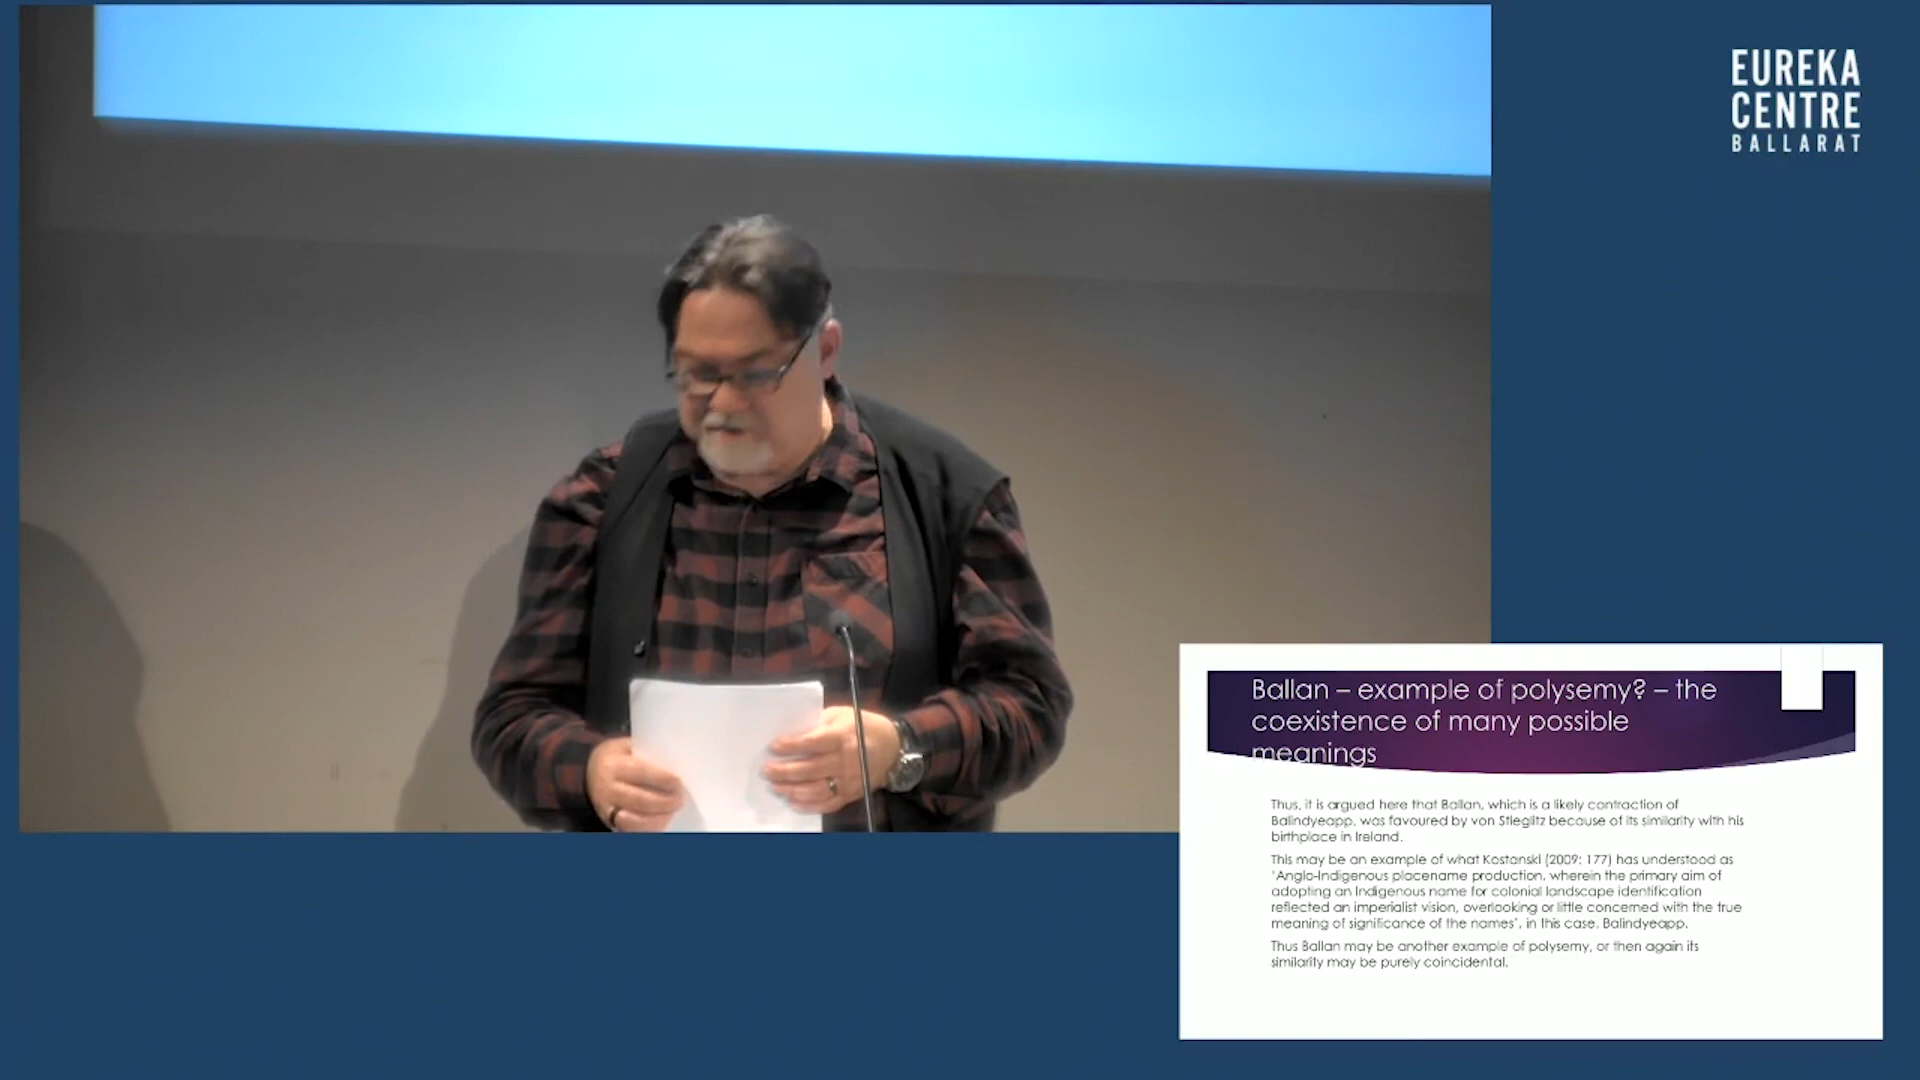 EUREKA
CENTRE
BALLARAT
Ballan – example of polysemy? – the
coexistence of many possible
meanings
Thus, it is argued here that Ballan, which is a likely contraction of
Balindyeapp, was favoured by von Stieglitz because of its similarity with his
birthplace in Ireland.
This may be an example of what Kostanski (2009: 177) has understood as
'Anglo-Indigenous placename production, wherein the primary aim of
adopting an Indigenous name for colonial landscape identification
reflected an imperialist vision, overlooking or little concerned with the true
meaning of significance of the names', in this case, Balindyeapp.
Thus Ballan may be another example of polysemy, or then again its
similarity may be purely coincidental.